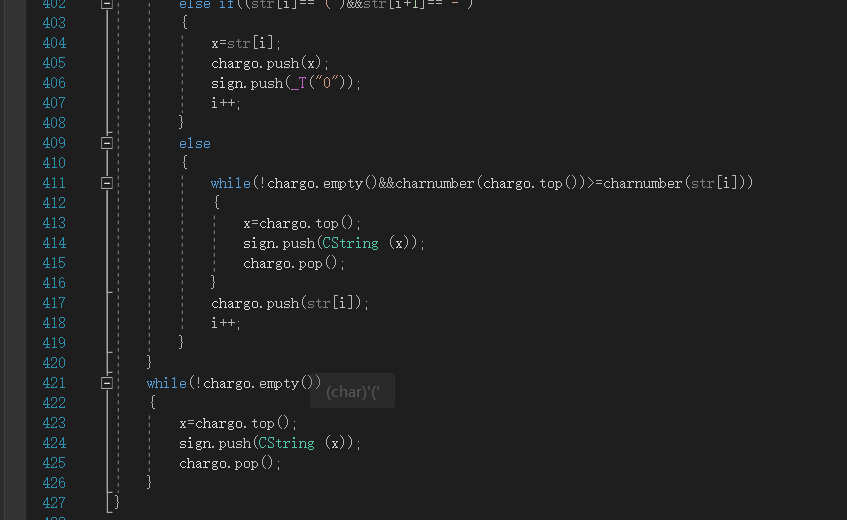 402 else if((str[i]=='(')&&str[i+1]=='-')
403 {
404 x=str[i];
405 chargo.push(x);
406 sign.push(_T("0"));
407 i++;
408 }
409 else
410 {
411 while(!chargo.empty()&&charnumber(chargo.top())>=charnumber(str[i]))
412 {
413 x=chargo.top();
414 sign.push(CString (x));
415 chargo.pop();
416 }
417 chargo.push(str[i]);
418 i++;
419 }
420 }
421 while(!chargo.empty())
(char)'('
422 {
423 x=chargo.top();
424 sign.push(CString (x));
425 chargo.pop();
426 }
427 }